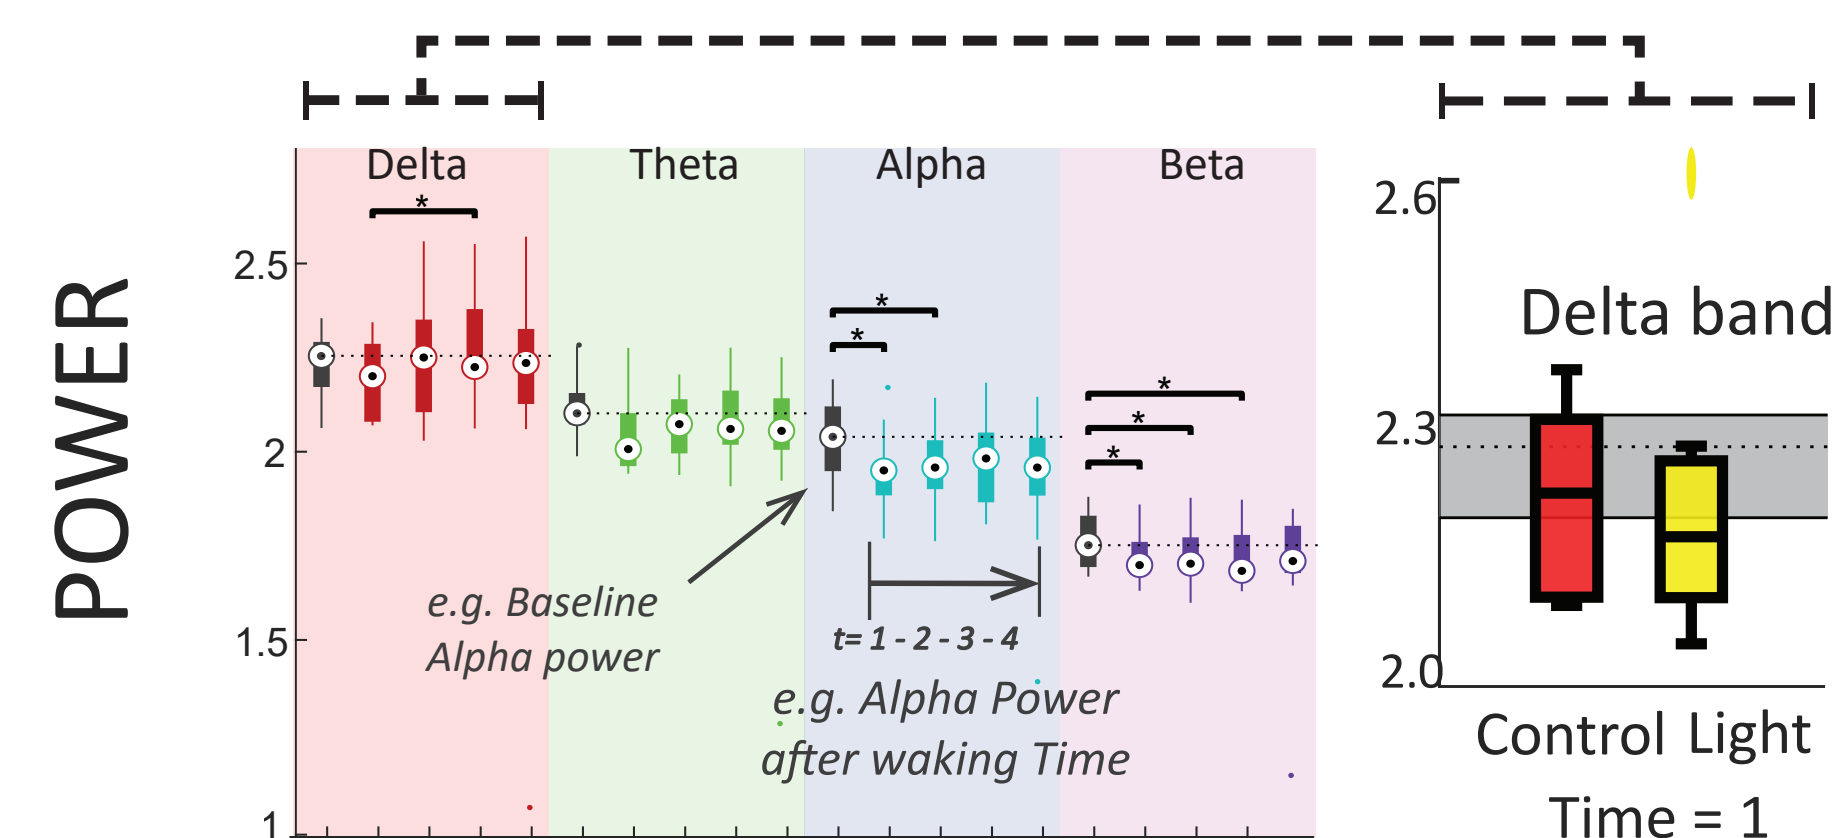 POWER
Delta
Theta
Alpha
Beta
*
2.5
2
1.5
1
*
*
*
*
*
e.g. Baseline
Alpha power
t= 1 - 2 - 3 - 4
e.g. Alpha Power
after waking Time
2.6
Delta band
2.3
2.0
Control Light
Time = 1